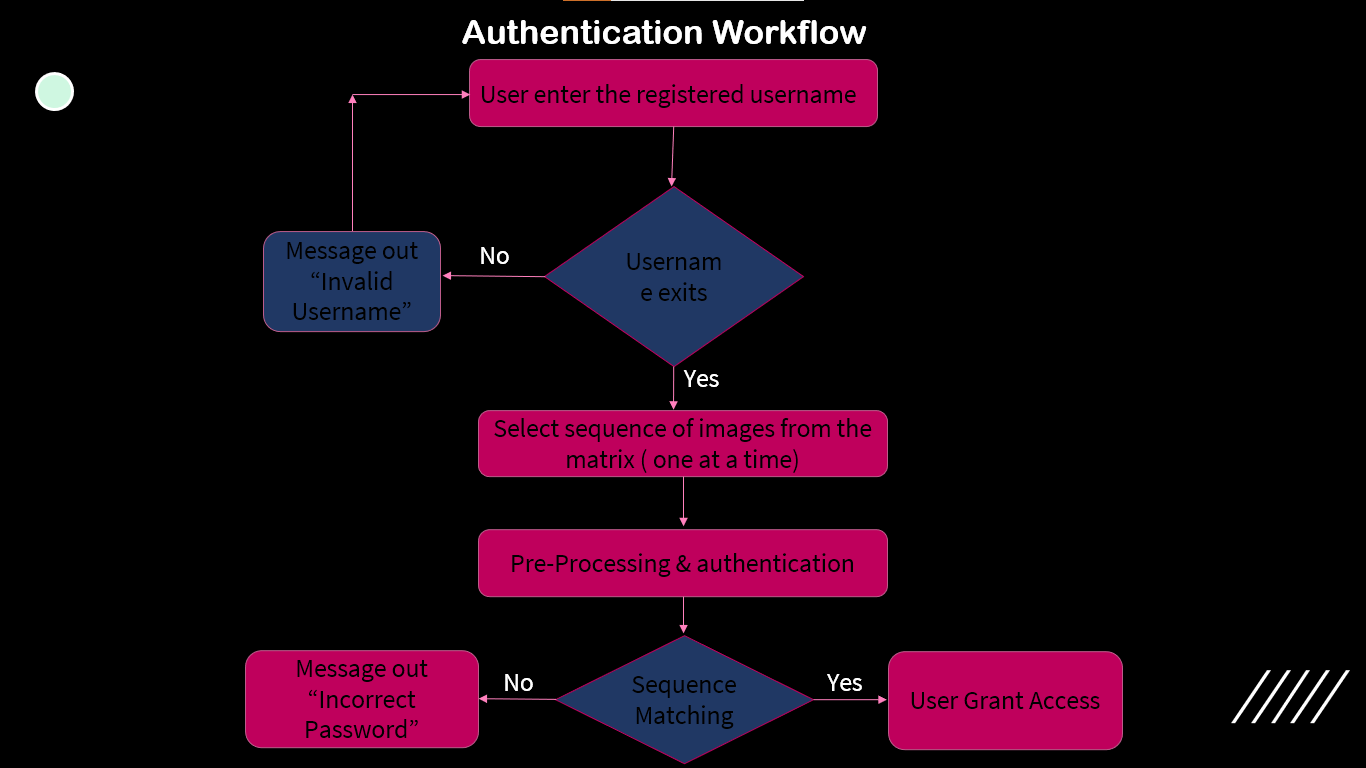 Authentication Workflow
User enter the registered username
Message out
“Invalid
Username”
No
Usernam
e exits
Yes
Select sequence of images from the
matrix ( one at a time)
Pre-Processing & authentication
Message out
“Incorrect
Password”
No
Sequence
Matching
Yes
User Grant Access